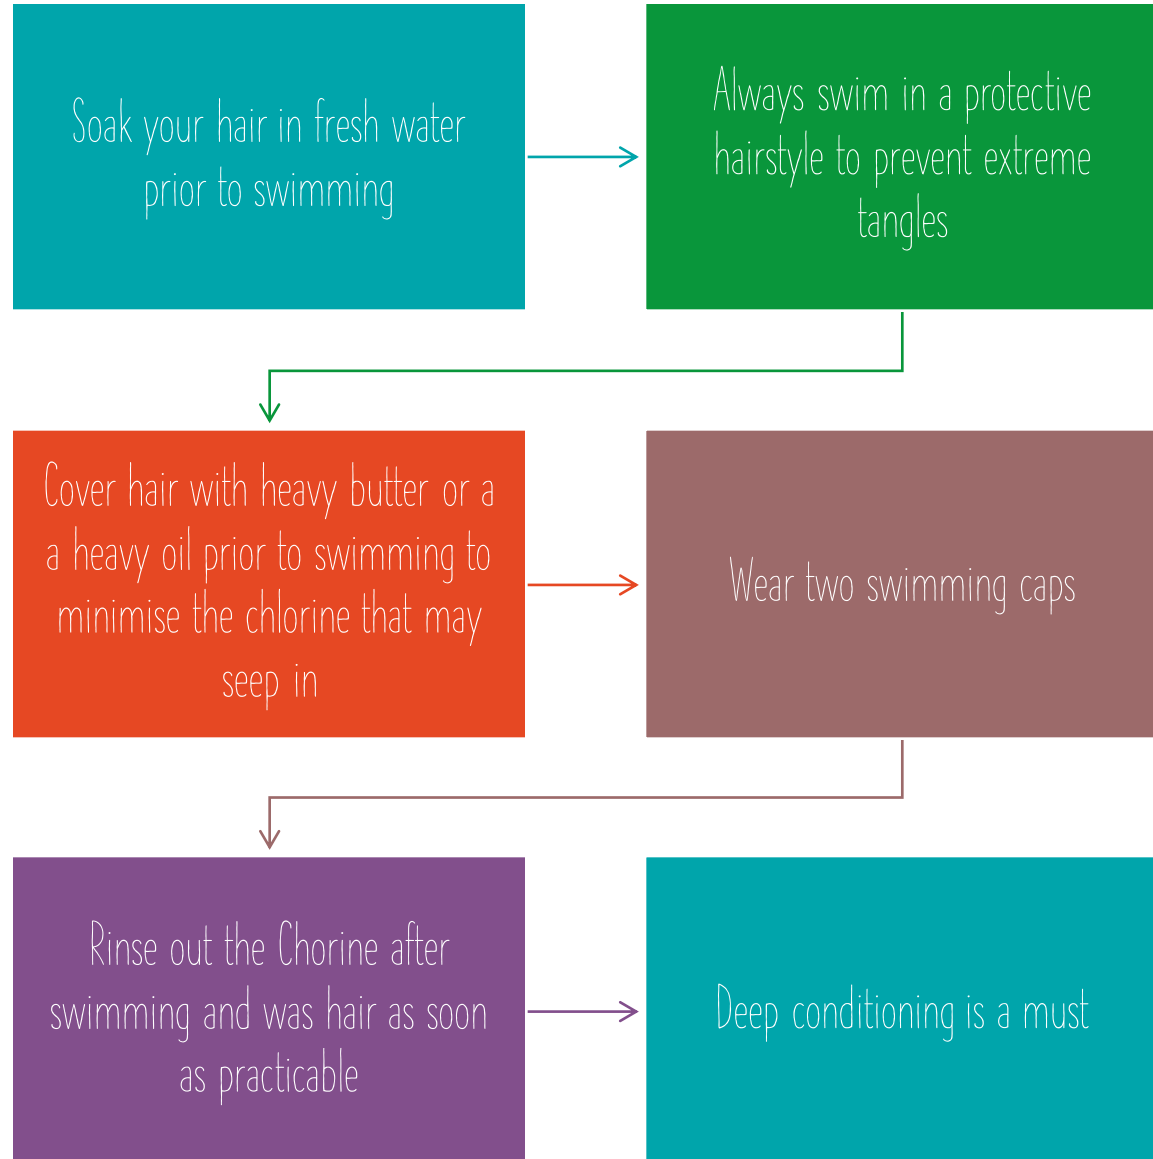 Soak your hair in fresh water
prior to swimming
Always swim in a protective
hairstyle to prevent extreme
tangles
Cover hair with heavy butter or a
a heavy oil prior to swimming to
minimise the chlorine that may
seep in
Wear two swimming caps
Rinse out the Chorine after
swimming and was hair as soon
as practicable
Deep conditioning is a must